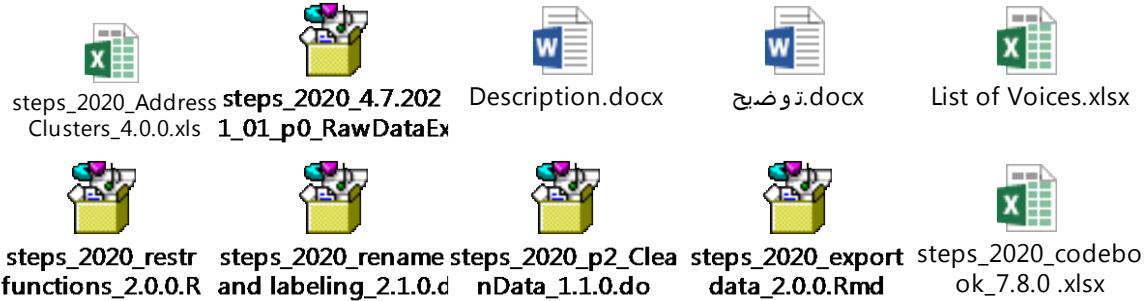 steps_2020_Address
Clusters_4.0.0.xls
steps_2020_4.7.202
1_01_p0_RawDataEx
Description.docx
توضیح.docx
List of Voices.xlsx
steps_2020_restr
functions_2.0.0.R
steps_2020_rename
and labeling_2.1.0.d
steps_2020_p2_Clea
nData_1.1.0.do
steps_2020_export
data_2.0.0.Rmd
steps_2020_codebo
ok_7.8.0 .xlsx